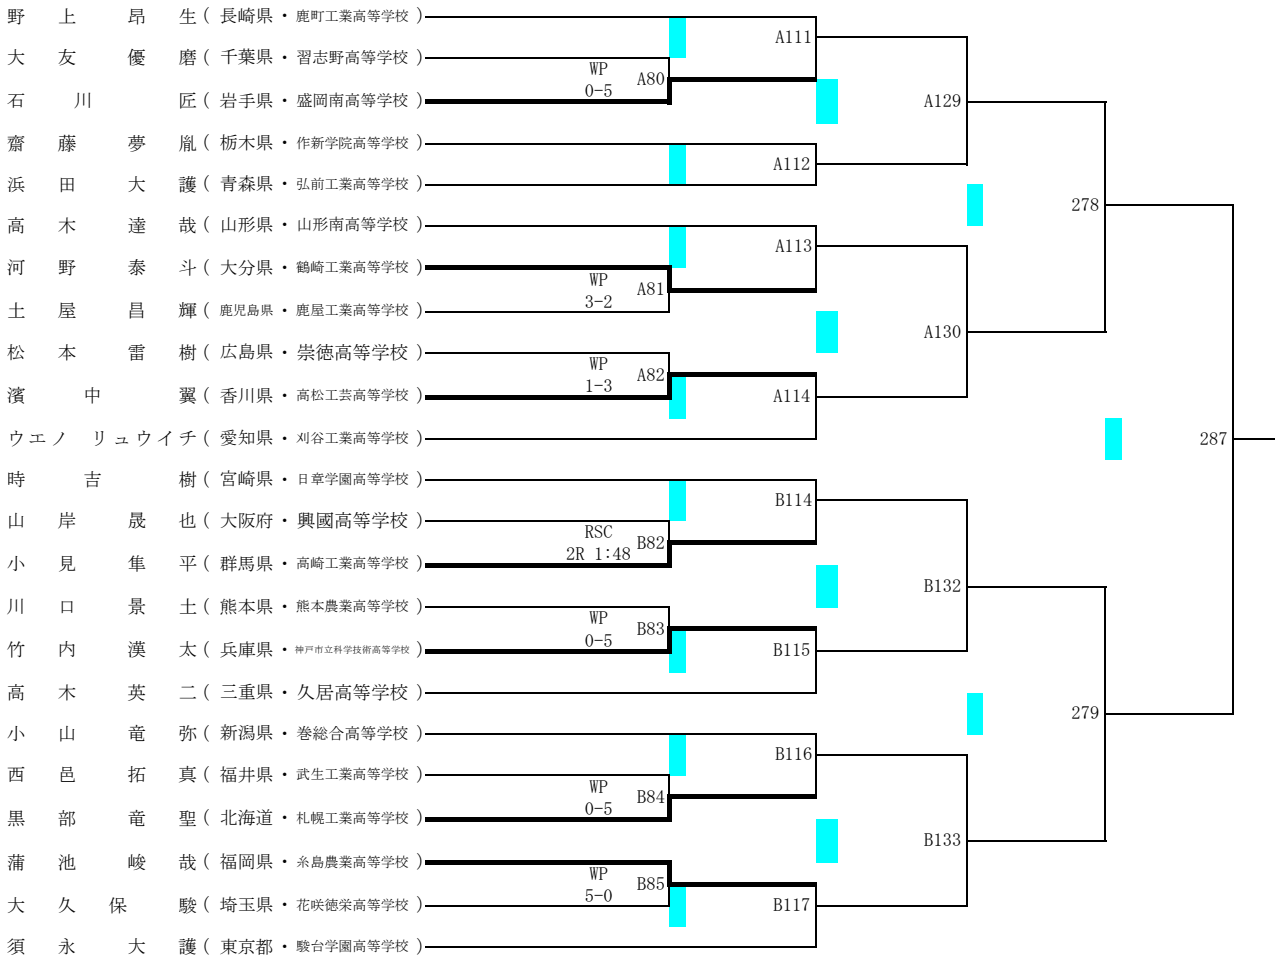 野上昂生(長崎県・鹿町工業高等学校)
A111
大友優磨(千葉県・習志野高等学校)
WP
A80
0-5
石川匠(岩手県・盛岡南高等学校)
A129
齋藤夢胤(栃木県・作新学院高等学校)
A112
浜田大護(青森県・弘前工業高等学校)
278
高木達哉(山形県・山形南高等学校)
A113
河野泰斗(大分県・鶴崎工業高等学校)
WP
A81
3-2
土屋昌輝(鹿児島県・鹿屋工業高等学校)
A130
松本雷樹(広島県・崇徳高等学校)
WP
A82
1-3
濱中翼(香川県・高松工芸高等学校)
A114
ウエノ リュウイチ(愛知県・刈谷工業高等学校)
287
時吉樹(宮崎県・日章学園高等学校)
B114
山岸晟也(大阪府・興國高等学校)
RSC
B82
2R 1:48
小見隼平(群馬県・高崎工業高等学校)
B132
川口景土(熊本県・熊本農業高等学校)
WP
B83
0-5
竹内漢太(兵庫県・神戸市立科学技術高等学校)
B115
高木英二(三重県・久居高等学校)
279
小山竜弥(新潟県・巻総合高等学校)
B116
西邑拓真(福井県・武生工業高等学校)
WP
B84
0-5
黒部竜聖(北海道・札幌工業高等学校)
B133
蒲池峻哉(福岡県・糸島農業高等学校)
WP
B85
5-0
大久保駿(埼玉県・花咲徳栄高等学校)
B117
須永大護(東京都・駿台学園高等学校)